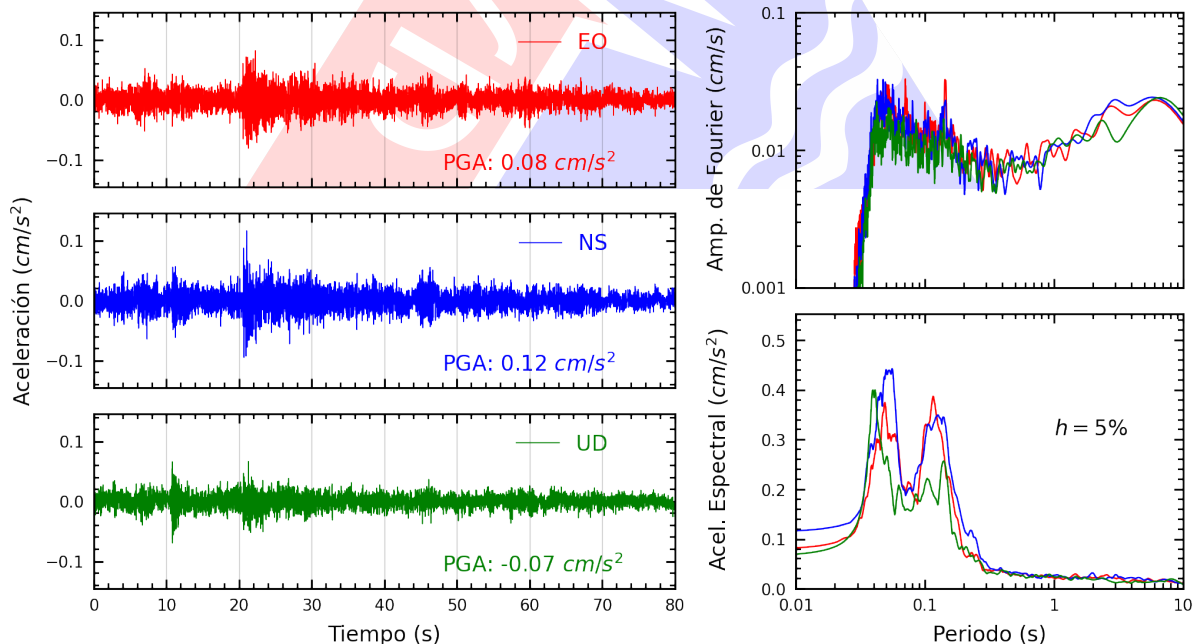 Aceleración (cm/s²)
0.1
0.0
−0.1
EO
PGA: 0.08 cm/s²
0.1
0.0
−0.1
NS
PGA: 0.12 cm/s²
0.1
0.0
−0.1
UD
PGA: -0.07 cm/s²
0 10 20 30 40 50 60 70 80
Tiempo (s)
Amp. de Fourier (cm/s)
0.1
0.01
0.001
Acel. Espectral (cm/s²)
0.5
0.4
0.3
0.2
0.1
0.0
h = 5%
0.01 0.1 1 10
Periodo (s)